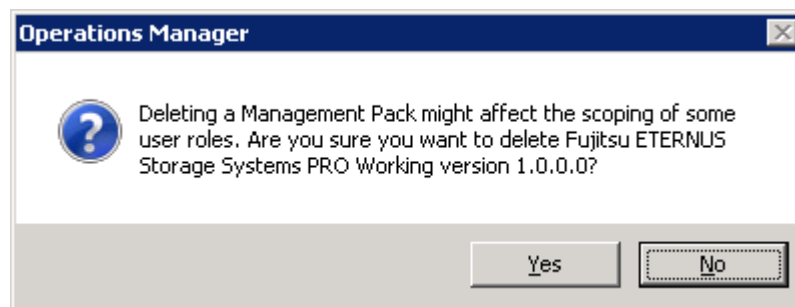 Operations Manager
Deleting a Management Pack might affect the scoping of some
user roles. Are you sure you want to delete Fujitsu ETERNUS
Storage Systems PRO Working version 1.0.0.0?
Yes
No